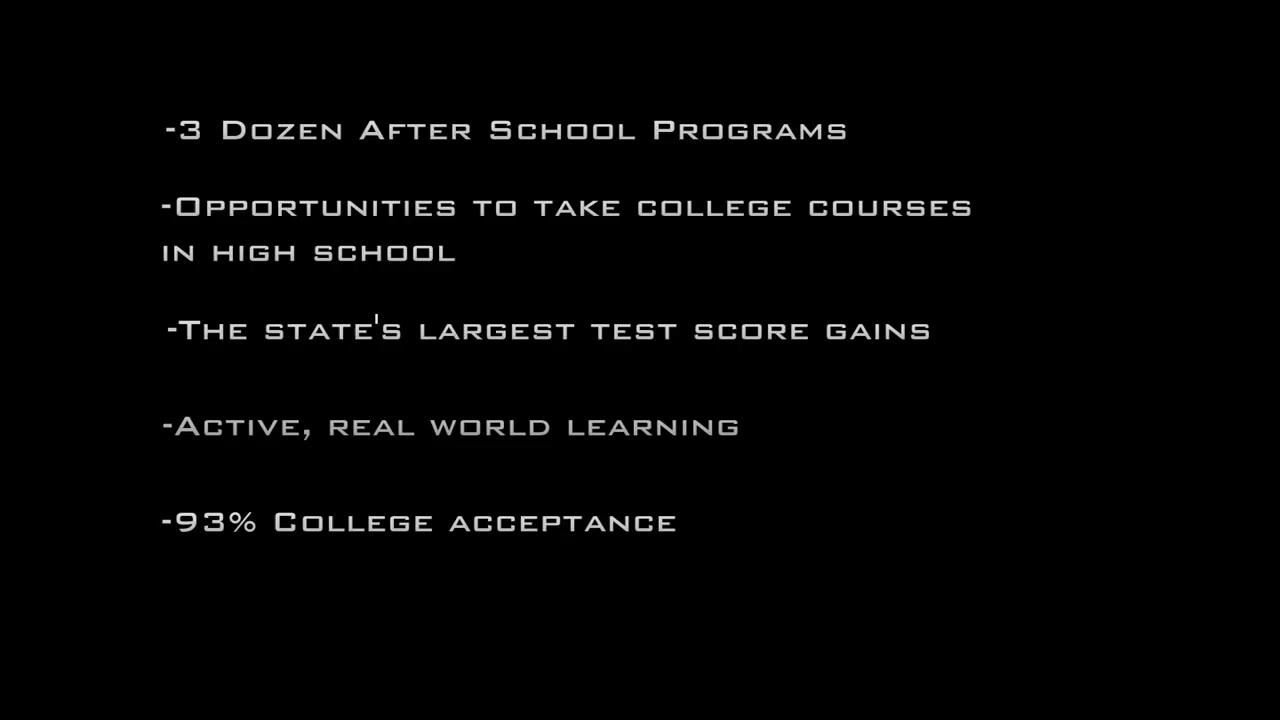 -3 Dozen After School Programs
-Opportunities to take college courses
in high school
-The state's largest test score gains
-Active, real world learning
-93% College acceptance